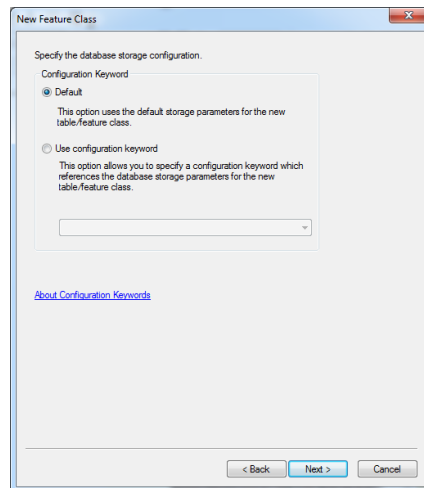 New Feature Class
Specify the database storage configuration.
Configuration Keyword
Default
This option uses the default storage parameters for the new
table/feature class.
Use configuration keyword
This option allows you to specify a configuration keyword which
references the database storage parameters for the new
table/feature class.
About Configuration Keywords
< Back
Next >
Cancel